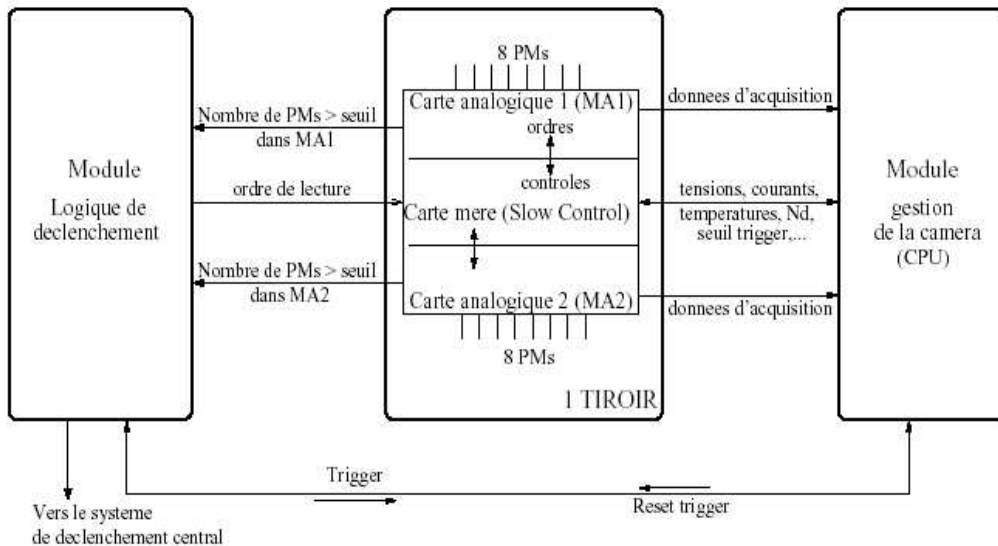 8 PMs
Carte analogique 1 (MA1)
donnees d'acquisition
Nombre de PMs > seuil
dans MA1
ordres
Module
Logique de
declenchement
ordre de lecture
controles
Carte mere (Slow Control)
tensions, courants,
temperatures, Nd,
seuil trigger,...
Module
gestion
de la camera
(CPU)
Nombre de PMs > seuil
dans MA2
Carte analogique 2 (MA2)
donnees d'acquisition
8 PMs
1 TIROIR
Trigger
Reset trigger
Vers le systeme
de declenchement central